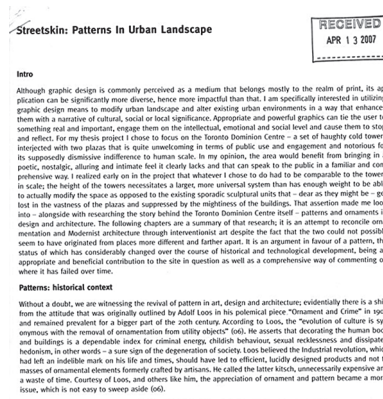 Streetskin: Patterns In Urban Landscape
RECEIVED
APR 13 2007
Intro
Although graphic design is commonly perceived as a medium that belongs mostly to the realm of print, its ap
plication can be significantly more diverse, hence more impactful than that. I am specifically interested in utilizing
graphic design means to modify urban landscape and alter existing urban environments in a way that enhance
them with a narrative of cultural, social or local significance. Appropriate and powerful graphics can tie the user t
something real and important, engage them on the intellectual, emotional and social level and cause them to sto
and reflect. For my thesis project I chose to focus on the Toronto Dominion Centre – a set of haughty cold tower
interjected with two plazas that is quite unwelcoming in terms of public use and engagement and notorious fo
its supposedly dismissive indifference to human scale. In my opinion, the area would benefit from bringing in
poetic, nostalgic, alluring and intimate feel it clearly lacks and that can speak to the public in a familiar and com
prehensive way. I realized early on in the project that whatever I chose to do had to be comparable to the tower
in scale; the height of the towers necessitates a larger, more universal system than has enough weight to be abl
to actually modify the space as opposed to the existing sporadic sculptural units that – dear as they might be – g
lost in the vastness of the plazas and suppressed by the mightiness of the buildings. That assertion made me loo
into – alongside with researching the story behind the Toronto Dominion Centre itself – patterns and ornaments i
design and architecture. The following chapters are a summary of that research; it is an attempt to reconcile orn
mentation and Modernist architecture through interventionist art despite the fact that the two could not possibl
seem to have originated from places more different and farther apart. It is an argument in favour of a pattern, th
status of which has considerably changed over the course of historical and technological development, being a
appropriate and beneficial contribution to the site in question as well as a comprehensive way of commenting o
where it has failed over time.
Patterns: historical context
Without a doubt, we are witnessing the revival of pattern in art, design and architecture; evidently there is a shi
from the attitude that was originally outlined by Adolf Loos in his polemical piece "Ornament and Crime" in 190
and remained prevalent for a bigger part of the 20th century. According to Loos, the "evolution of culture is sy
onymous with the removal of ornamentation from utility objects" (06). He asserts that decorating the human bod
and buildings is a dependable index for criminal energy, childish behaviour, sexual recklessness and dissipate
hedonism, in other words – a sure sign of the degeneration of society. Loos believed the Industrial revolution, whic
had left an indelible mark on his life and times, should have led to efficient, lucidly designed products and not
masses of ornamental elements formerly crafted by artisans. He called the latter kitsch, unnecessarily expensive an
a waste of time. Courtesy of Loos, and others like him, the appreciation of ornament and pattern became a mor
issue, which is not easy to sweep aside (06).